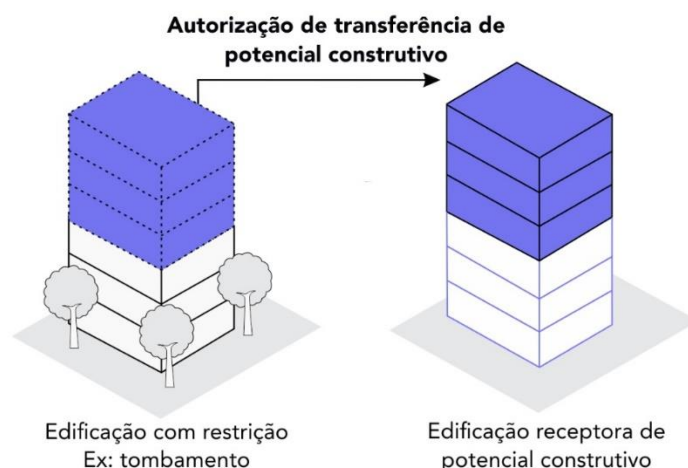 Autorização de transferência de
potencial construtivo
Edificação com restrição
Ex: tombamento
Edificação receptora de
potencial construtivo